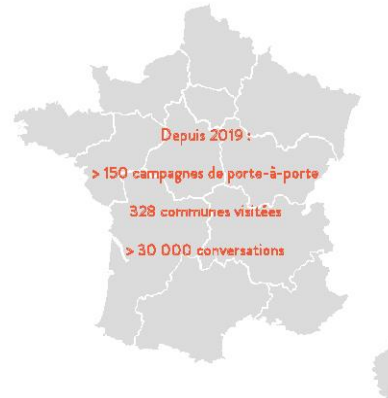 Depuis 2019 :
> 150 campagnes de porte-à-porte
328 communes visitées
> 30 000 conversations